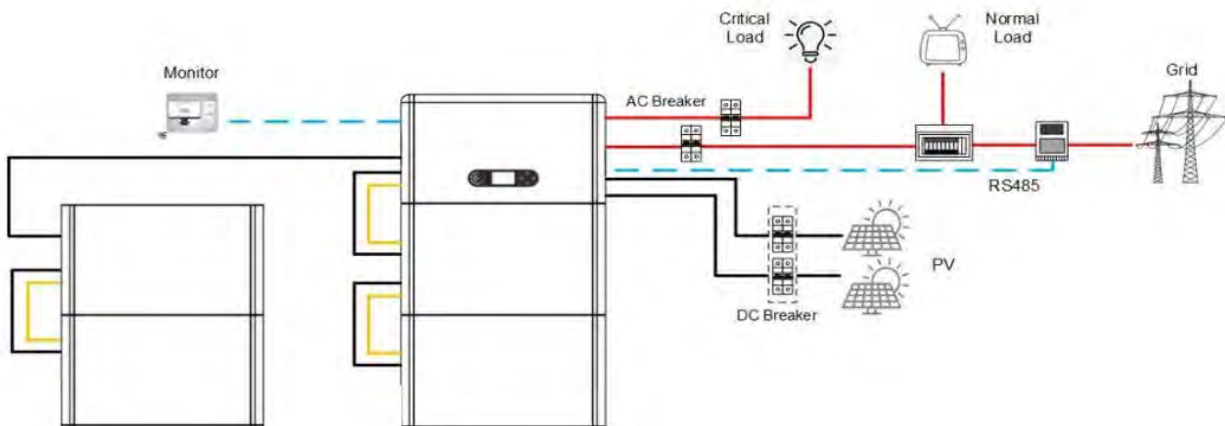 Critical
Load
Normal
Load
Monitor
Grid
AC Breaker
RS485
PV
DC Breaker